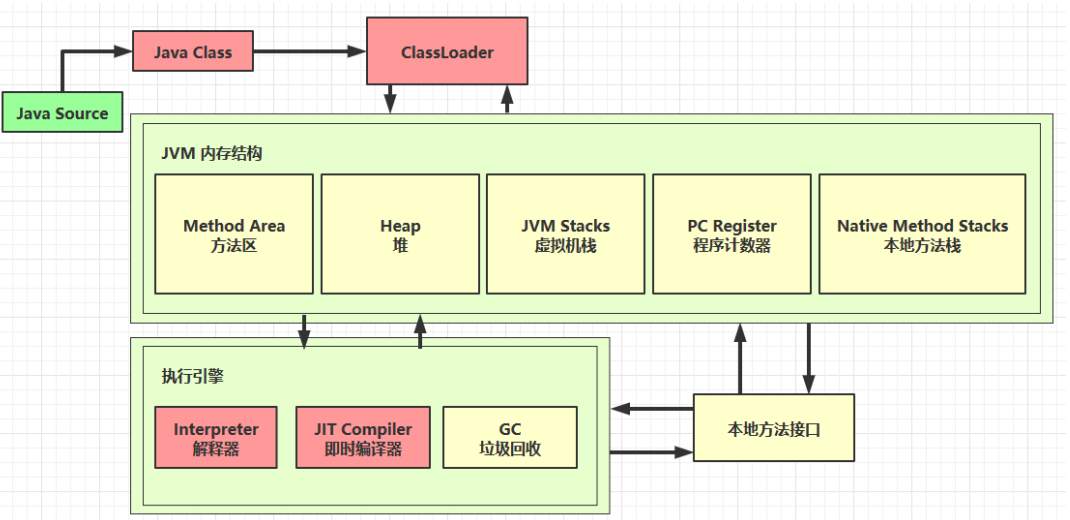 Java Class
ClassLoader
Java Source
JVM 内存结构
Method Area
方法区
Heap
堆
JVM Stacks
虚拟机栈
PC Register
程序计数器
Native Method Stacks
本地方法栈
执行引擎
Interpreter
解释器
JIT Compiler
即时编译器
GC
垃圾回收
本地方法接口